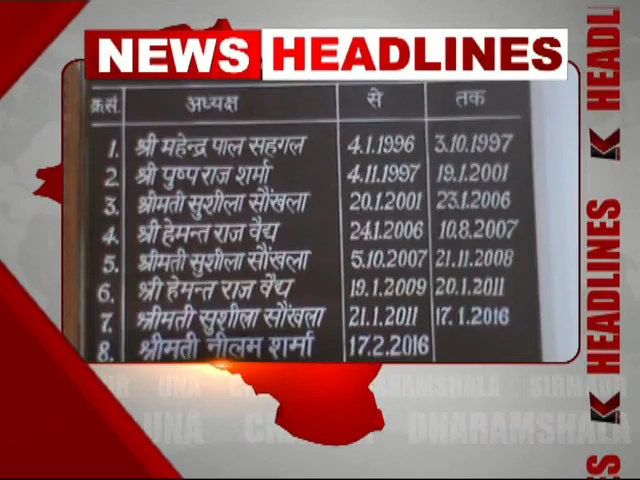 NEWS HEADLINES
क्र.सं. अध्यक्ष से तक
1. श्री महेन्द्र पाल सहगल 4.1.1996 3.10.1997
2. श्री पुष्प राज शर्मा 4.11.1997 19.1.2001
3. श्रीमती सुशीला सौंखला 20.1.2001 23.1.2006
4. श्री हेमन्त राज वैद्य 24.1.2006 10.8.2007
5. श्रीमती सुशीला सौंखला 5.10.2007 21.11.2008
6. श्री हेमन्त राज वैद्य 19.1.2009 20.1.2011
7. श्रीमती सुशीला सौंखला 21.1.2011 17.1.2016
8. श्रीमती नीलम शर्मा 17.2.2016
UNA DHARAMSHALA
HEADLINES